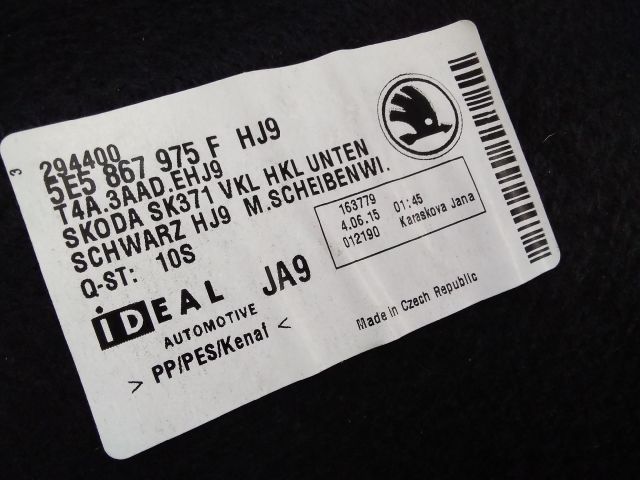 3
294400
5E5 867 975 F HJ9
T4A.3AAD.EHJ9
SKODA SK371 VKL HKL UNTEN
SCHWARZ HJ9 M.SCHEIBENWI.
Q-ST: 10S
163779
4.06.15 01:45
012190 Karaskova Jana
iDEAL JA9
AUTOMOTIVE
> PP/PES/Kenaf <
Made in Czech Republic